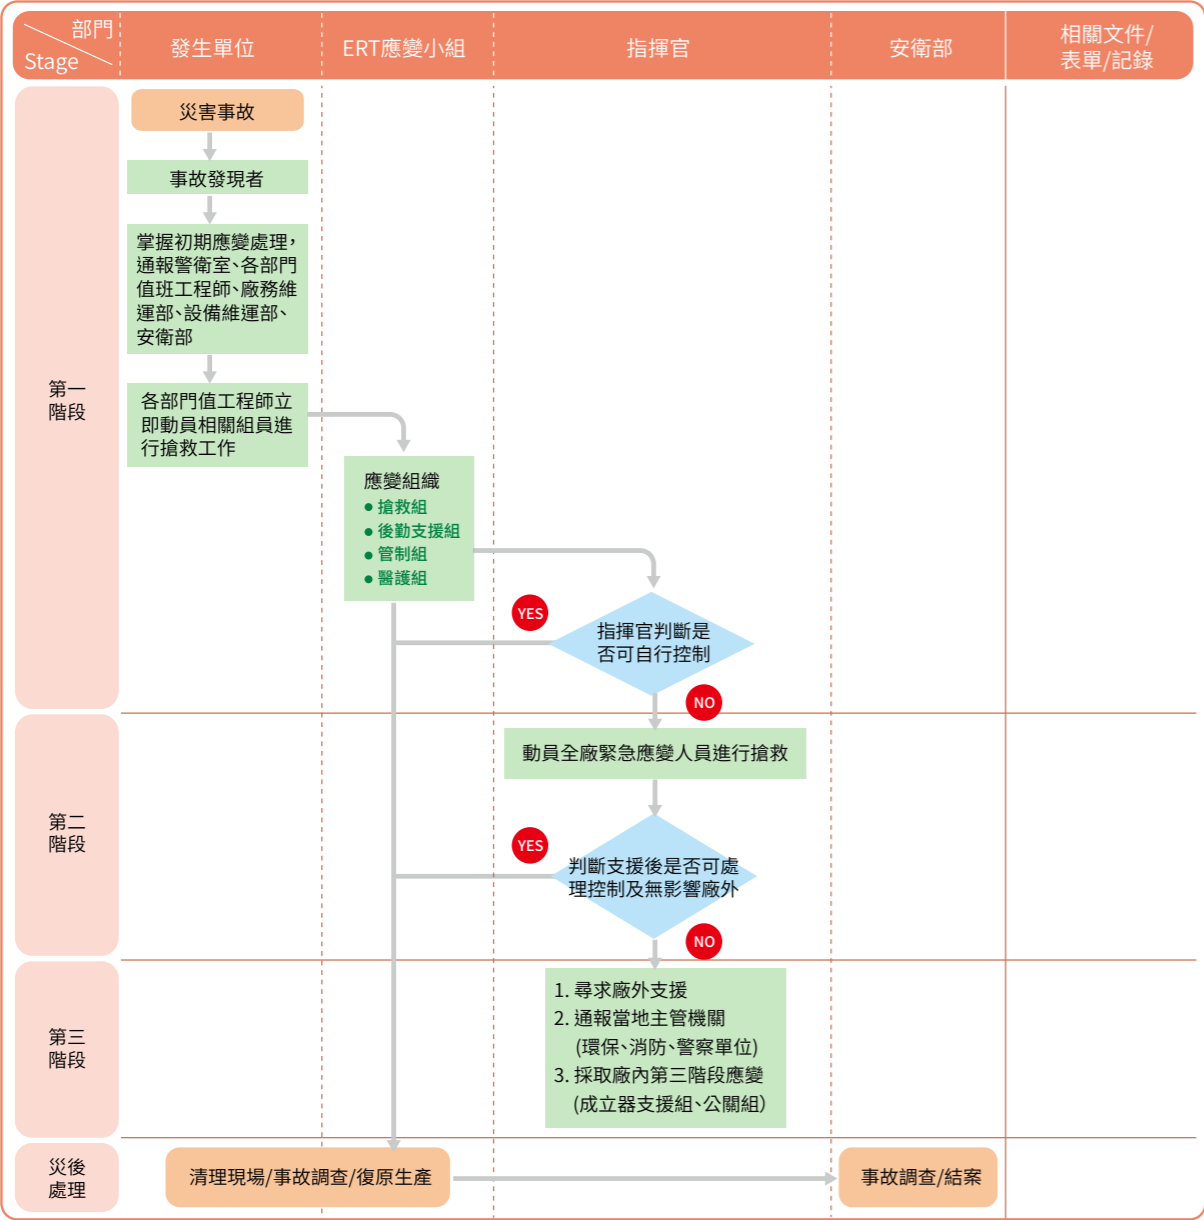 部門
Stage
發生單位
ERT應變小組
指揮官
安衛部
相關文件/
表單/記錄
第一
階段
災害事故
事故發現者
掌握初期應變處理，
通報警衛室、各部門
值班工程師、廠務維
運部、設備維運部、
安衛部
各部門值工程師立
即動員相關組員進
行搶救工作
應變組織
● 搶救組
● 後勤支援組
● 管制組
● 醫護組
YES
指揮官判斷是
否可自行控制
NO
第二
階段
動員全廠緊急應變人員進行搶救
YES
判斷支援後是否可處
理控制及無影響廠外
NO
第三
階段
1. 尋求廠外支援
2. 通報當地主管機關
(環保、消防、警察單位)
3. 採取廠內第三階段應變
(成立器支援組、公關組)
災後
處理
清理現場/事故調查/復原生產
事故調查/結案